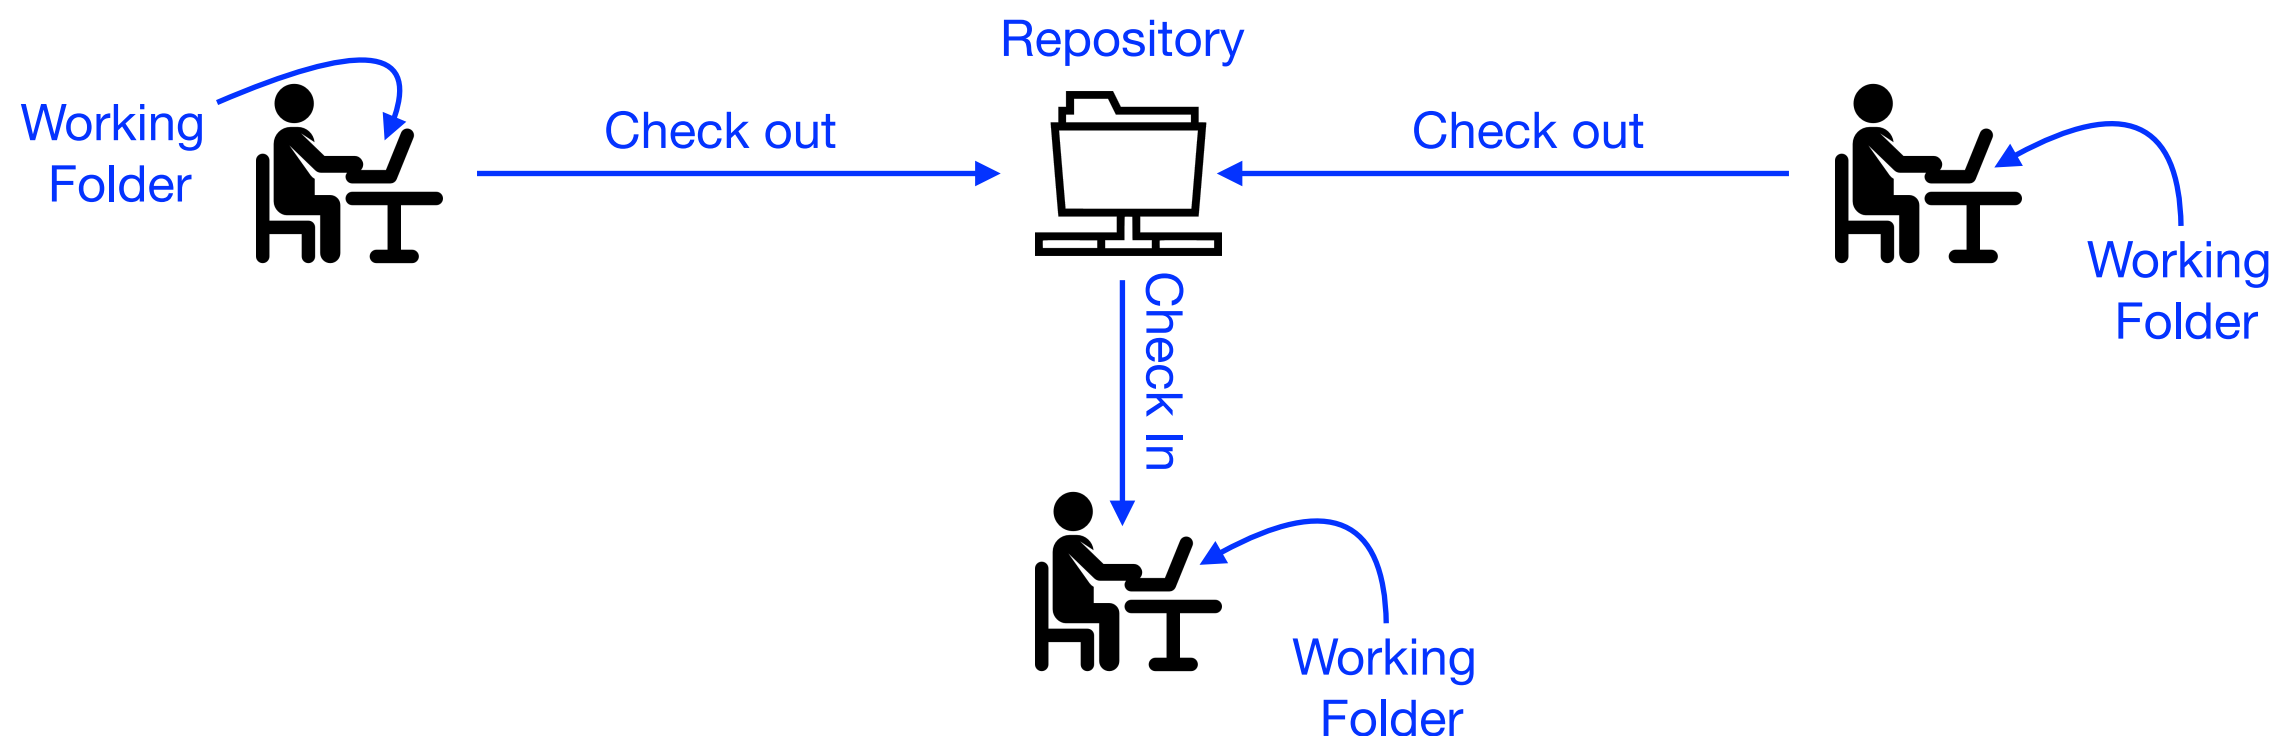 Repository
Working
Folder
Check out
Check out
Working
Folder
Check In
Working
Folder